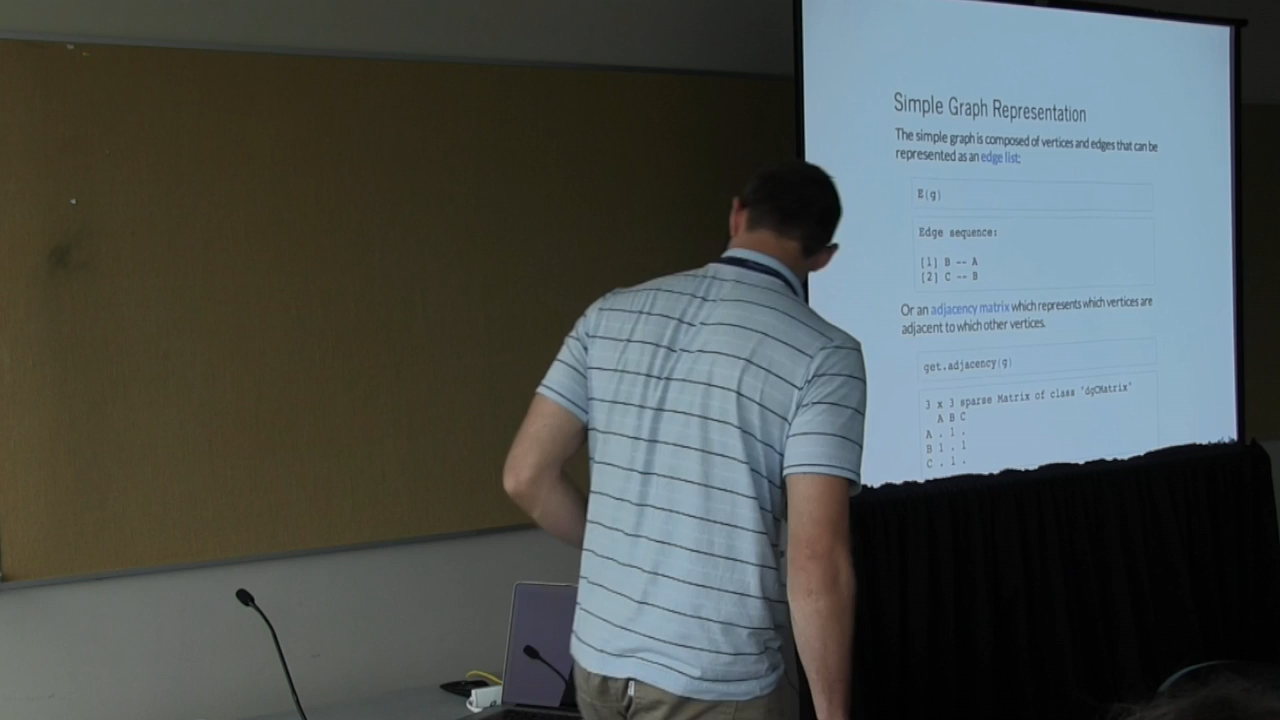 Simple Graph Representation
The simple graph is composed of vertices and edges that can be
represented as an edge list:
E(g)
Edge sequence:
[1] B -- A
[2] C -- B
Or an adjacency matrix which represents which vertices are
adjacent to which other vertices.
get.adjacency(g)
3 x 3 sparse Matrix of class 'dgCMatrix'
A B C
A . 1 .
B 1 . 1
C . 1 .